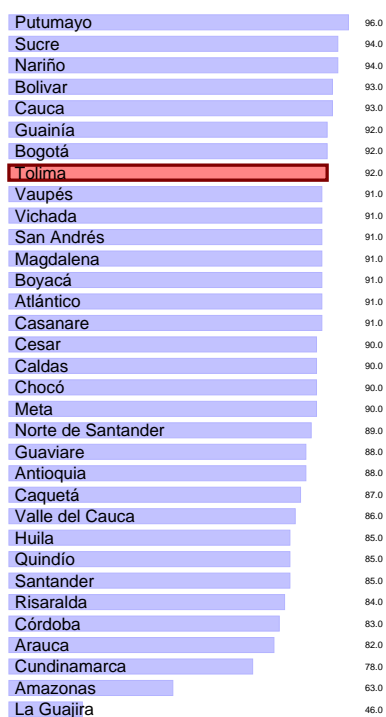 Putumayo 96.0
Sucre 94.0
Nariño 94.0
Bolivar 93.0
Cauca 93.0
Guainía 92.0
Bogotá 92.0
Tolima 92.0
Vaupés 91.0
Vichada 91.0
San Andrés 91.0
Magdalena 91.0
Boyacá 91.0
Atlántico 91.0
Casanare 91.0
Cesar 90.0
Caldas 90.0
Chocó 90.0
Meta 90.0
Norte de Santander 89.0
Guaviare 88.0
Antioquia 88.0
Caquetá 87.0
Valle del Cauca 86.0
Huila 85.0
Quindío 85.0
Santander 85.0
Risaralda 84.0
Córdoba 83.0
Arauca 82.0
Cundinamarca 78.0
Amazonas 63.0
La Guajira 46.0